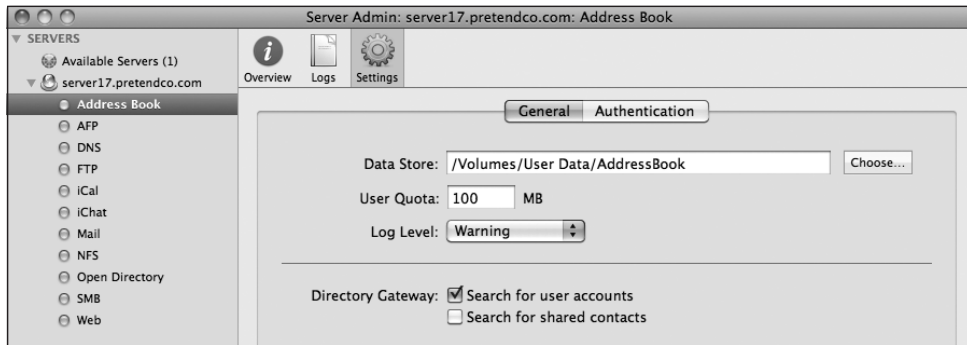 Server Admin: server17.pretendco.com: Address Book
SERVERS
Available Servers (1)
server17.pretendco.com
Address Book
AFP
DNS
FTP
iCal
iChat
Mail
NFS
Open Directory
SMB
Web
Overview
Logs
Settings
General
Authentication
Data Store: /Volumes/User Data/AddressBook Choose...
User Quota: 100 MB
Log Level: Warning
Directory Gateway: Search for user accounts
Search for shared contacts